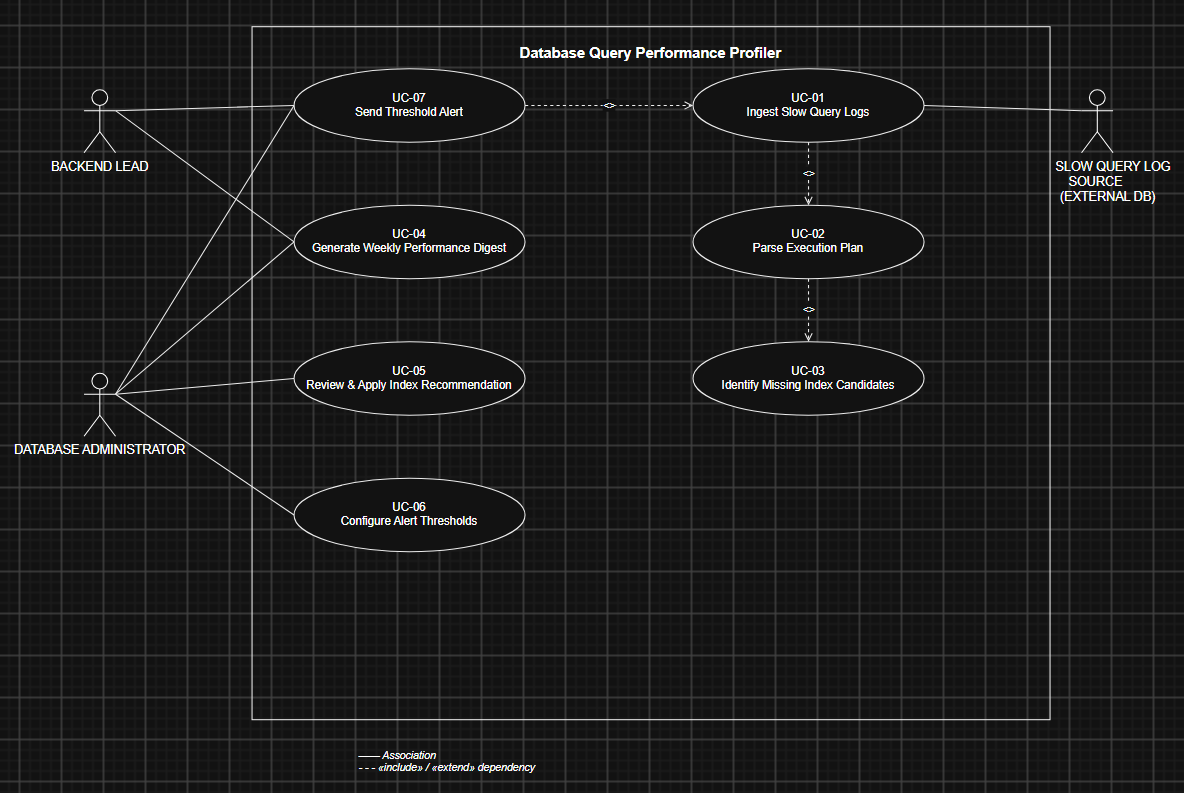 Database Query Performance Profiler
UC-07
Send Threshold Alert
<>
UC-01
Ingest Slow Query Logs
BACKEND LEAD
SLOW QUERY LOG
SOURCE
(EXTERNAL DB)
<>
UC-04
Generate Weekly Performance Digest
UC-02
Parse Execution Plan
<>
UC-05
Review & Apply Index Recommendation
UC-03
Identify Missing Index Candidates
DATABASE ADMINISTRATOR
UC-06
Configure Alert Thresholds
Association
«include» / «extend» dependency